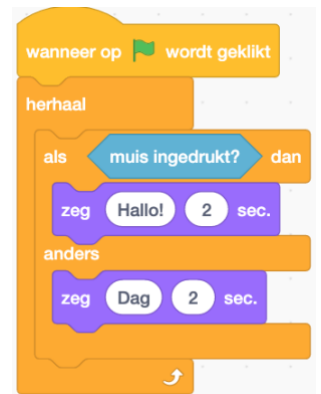 wanneer op wordt geklikt
herhaal
als muis ingedrukt? dan
zeg Hallo! 2 sec.
anders
zeg Dag 2 sec.